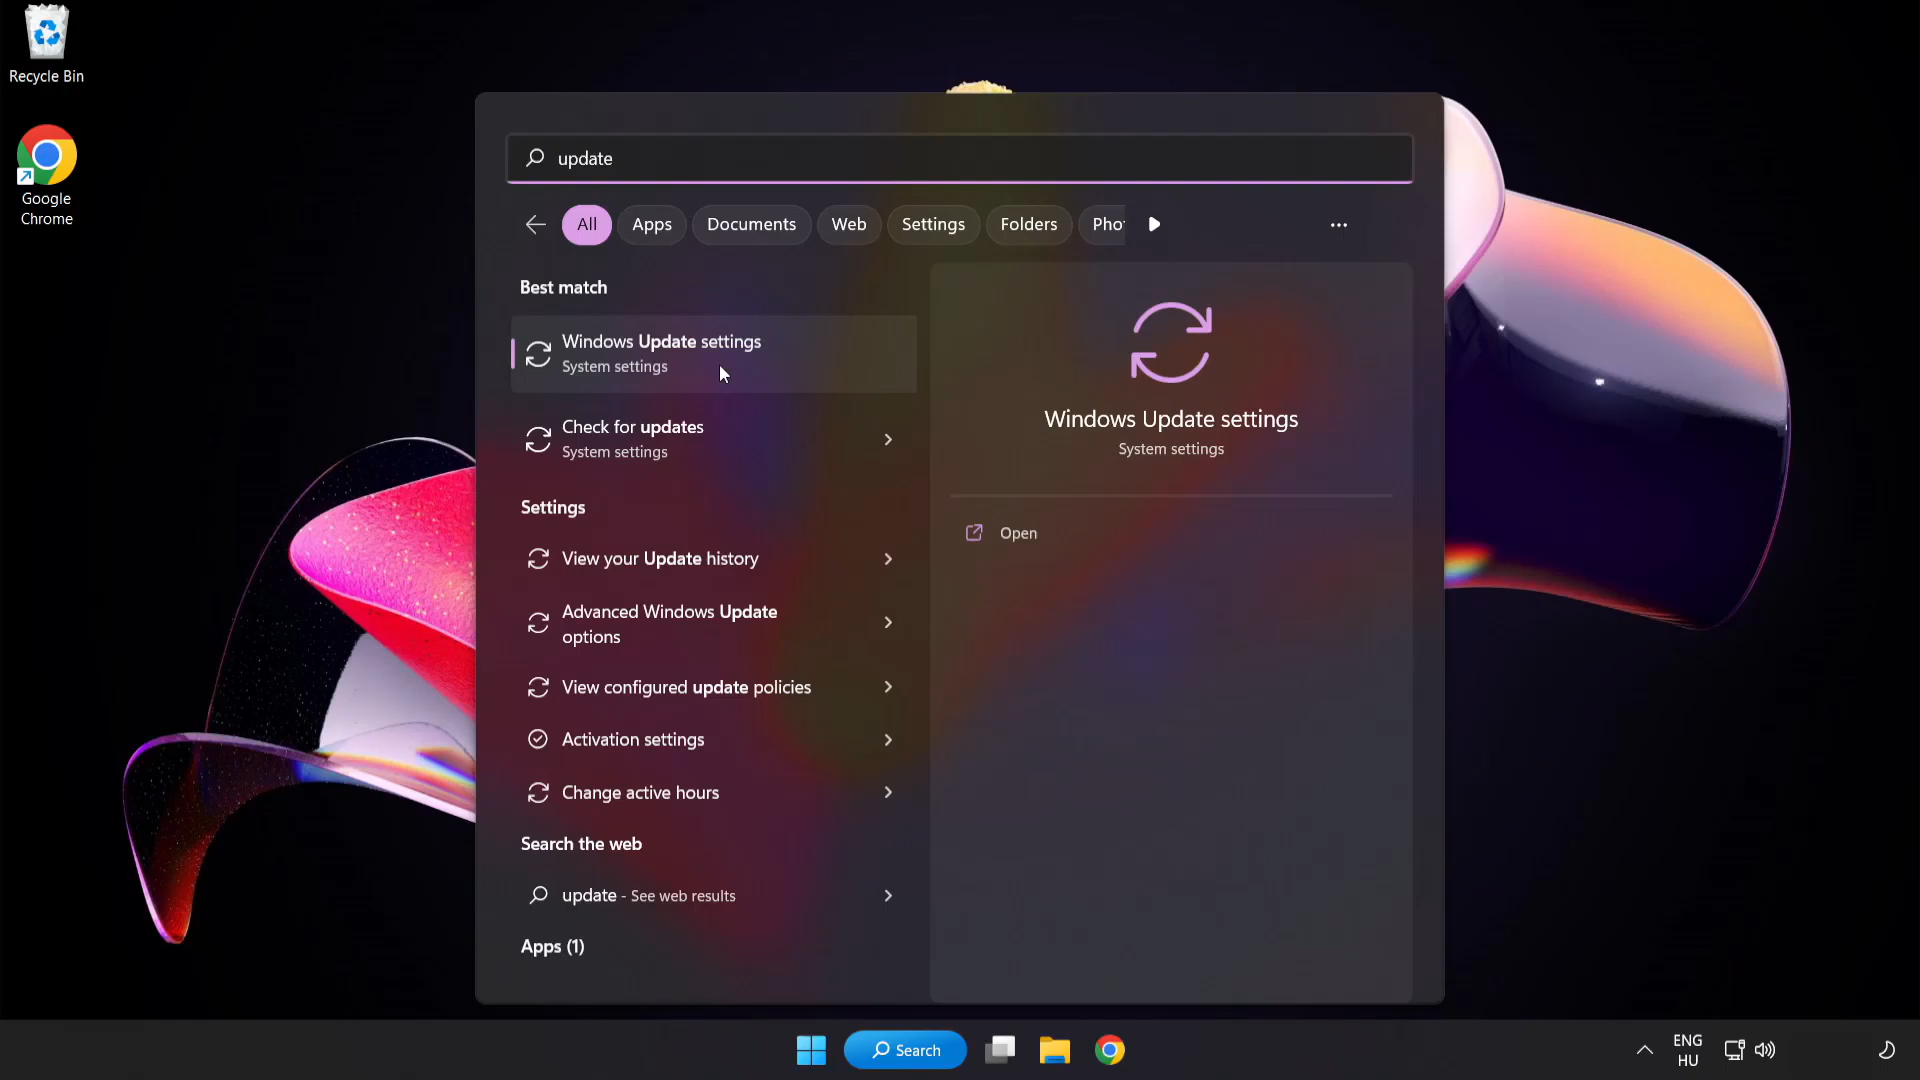 Recycle Bin
Google
Chrome
update
All
Apps
Documents
Web
Settings
Folders
Best match
Windows Update settings
System settings
Check for updates
System settings
Settings
View your Update history
Advanced Windows Update
options
View configured update policies
Activation settings
Change active hours
Search the web
update - See web results
Apps (1)
Windows Update settings
System settings
Open
Search
ENG
HU